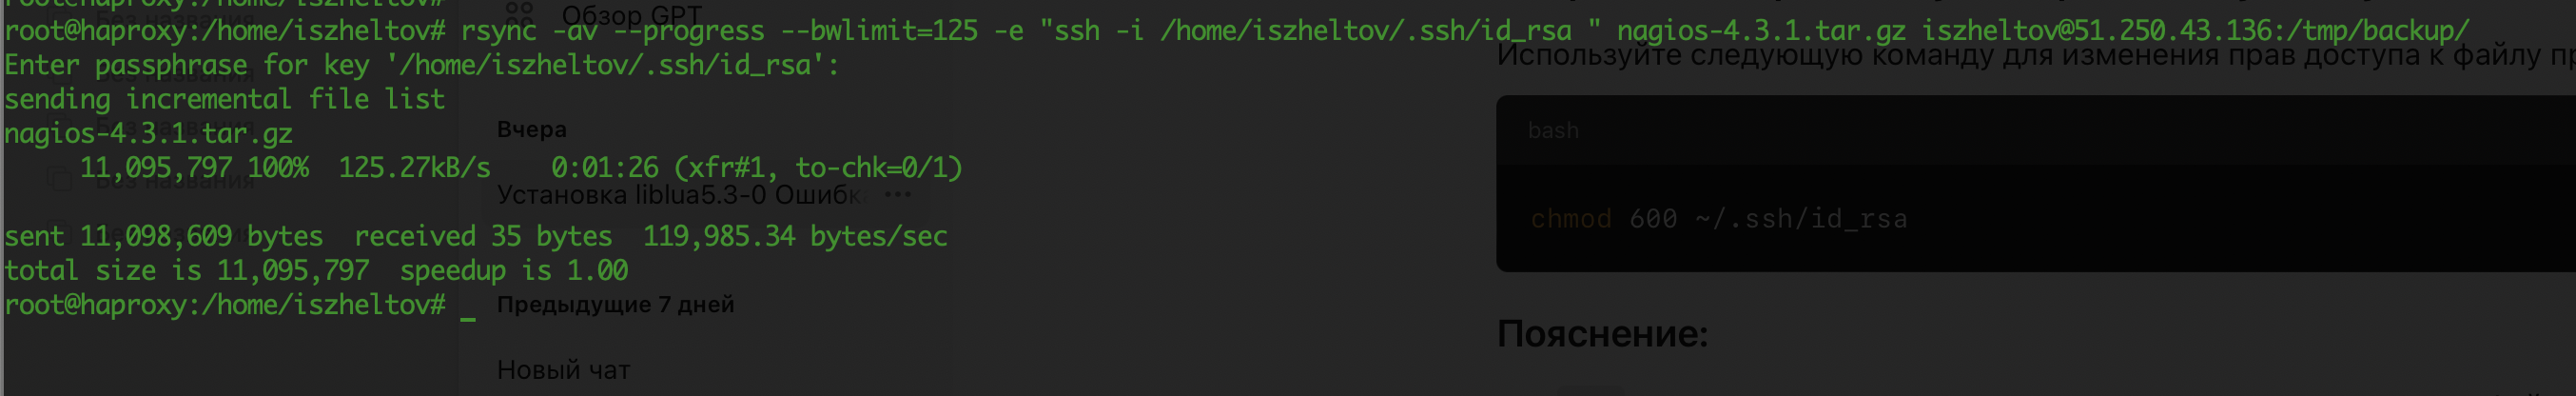 root@haproxy:/home/iszheltov#
root@haproxy:/home/iszheltov# rsync -av --progress --bwlimit=125 -e "ssh -i /home/iszheltov/.ssh/id_rsa " nagios-4.3.1.tar.gz iszheltov@51.250.43.136:/tmp/backup/
Enter passphrase for key '/home/iszheltov/.ssh/id_rsa':
sending incremental file list
nagios-4.3.1.tar.gz
11,095,797 100%  125.27kB/s    0:01:26 (xfr#1, to-chk=0/1)
sent 11,098,609 bytes  received 35 bytes  119,985.34 bytes/sec
total size is 11,095,797  speedup is 1.00
root@haproxy:/home/iszheltov# _
Обзор GPT
Вчера
Без названия
Без названия
Установка liblua5.3-0 Ошибк ...
Предыдущие 7 дней
Новый чат
Используйте следующую команду для изменения прав доступа к файлу
bash
chmod 600 ~/.ssh/id_rsa
Пояснение: